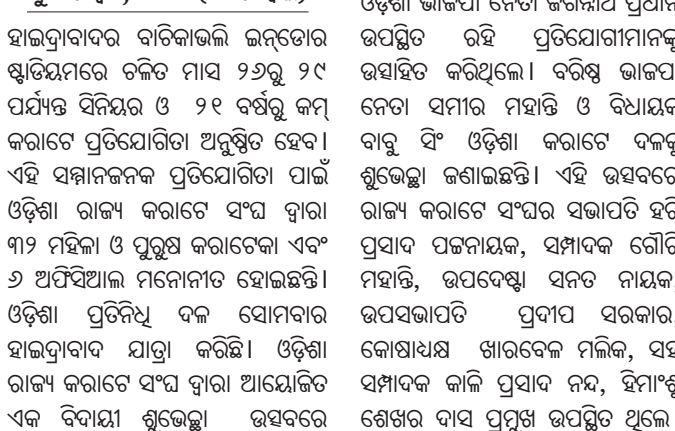 ହାଇଦ୍ରାବାଦର ବାଚିକାଭଲି ଇନ୍‌ଡୋର
ଷ୍ଟାଡିୟମରେ ଚଳିତ ମାସ ୨୬ରୁ ୨୯
ପର୍ଯ୍ୟନ୍ତ ସିନିୟର ଓ ୨୧ ବର୍ଷରୁ କମ୍
କରାଟେ ପ୍ରତିଯୋଗିତା ଅନୁଷ୍ଠିତ ହେବ।
ଏହି ସମ୍ମାନଜନକ ପ୍ରତିଯୋଗିତା ପାଇଁ
ଓଡ଼ିଶା ରାଜ୍ୟ କରାଟେ ସଂଘ ଦ୍ୱାରା
୩୨ ମହିଳା ଓ ପୁରୁଷ କରାଟେକା ଏବଂ
୬ ଅଫିସିଆଲ ମନୋନୀତ ହୋଇଛନ୍ତି।
ଓଡ଼ିଶା ପ୍ରତିନିଧି ଦଳ ସୋମବାର
ହାଇଦ୍ରାବାଦ ଯାତ୍ରା କରିଛି। ଓଡ଼ିଶା
ରାଜ୍ୟ କରାଟେ ସଂଘ ଦ୍ୱାରା ଆୟୋଜିତ
ଏକ ବିଦାୟୀ ଶୁଭେଚ୍ଛା ଉତ୍ସବରେ
ଓଡ଼ିଶା ଭାଜପା ନେତା ଜଗନ୍ନାଥ ପ୍ରଧାନ
ଉପସ୍ଥିତ ରହି ପ୍ରତିଯୋଗୀମାନଙ୍କୁ
ଉତ୍ସାହିତ କରିଥିଲେ। ବରିଷ୍ଠ ଭାଜପା
ନେତା ସମୀର ମହାନ୍ତି ଓ ବିଧାୟକ
ବାବୁ ସିଂ ଓଡ଼ିଶା କରାଟେ ଦଳକୁ
ଶୁଭେଚ୍ଛା ଜଣାଇଛନ୍ତି। ଏହି ଉତ୍ସବରେ
ରାଜ୍ୟ କରାଟେ ସଂଘର ସଭାପତି ହରି
ପ୍ରସାଦ ପଟ୍ଟନାୟକ, ସମ୍ପାଦକ ଗୌରି
ମହାନ୍ତି, ଉପଦେଷ୍ଟା ସନତ ନାୟକ,
ଉପସଭାପତି ପ୍ରଦୀପ ସରକାର,
କୋଷାଧ୍ୟକ୍ଷ ଖାରବେଳ ମଲିକ, ସହ
ସମ୍ପାଦକ କାଳି ପ୍ରସାଦ ନନ୍ଦ, ହିମାଂଶୁ
ଶେଖର ଦାସ ପ୍ରମୁଖ ଉପସ୍ଥିତ ଥିଲେ